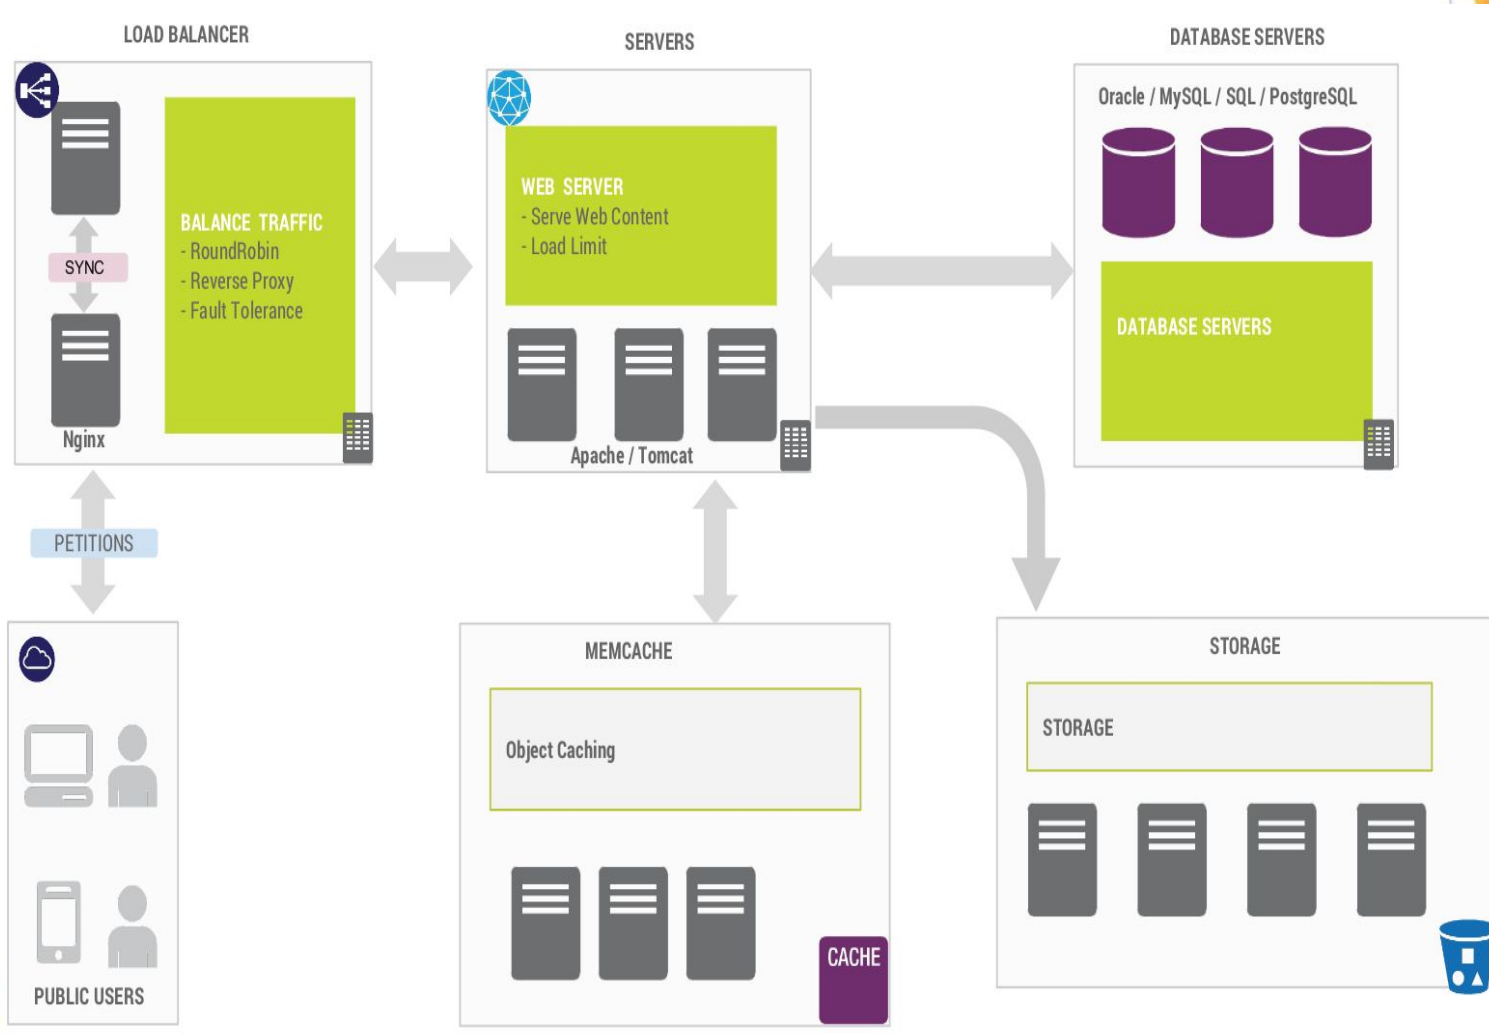 LOAD BALANCER
SYNC
Nginx
BALANCE TRAFFIC
- RoundRobin
- Reverse Proxy
- Fault Tolerance
SERVERS
WEB SERVER
- Serve Web Content
- Load Limit
Apache / Tomcat
DATABASE SERVERS
Oracle / MySQL / SQL / PostgreSQL
DATABASE SERVERS
PETITIONS
PUBLIC USERS
MEMCACHE
Object Caching
CACHE
STORAGE
STORAGE